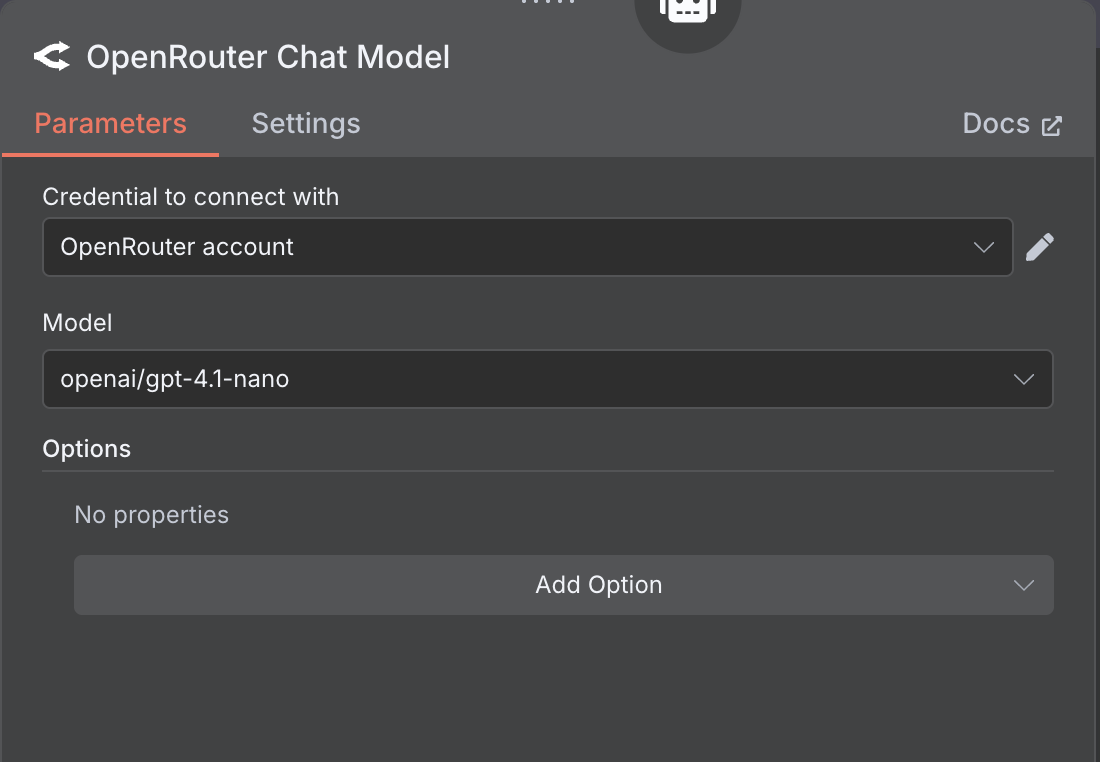 OpenRouter Chat Model
Parameters Settings Docs
Credential to connect with
OpenRouter account
Model
openai/gpt-4.1-nano
Options
No properties
Add Option